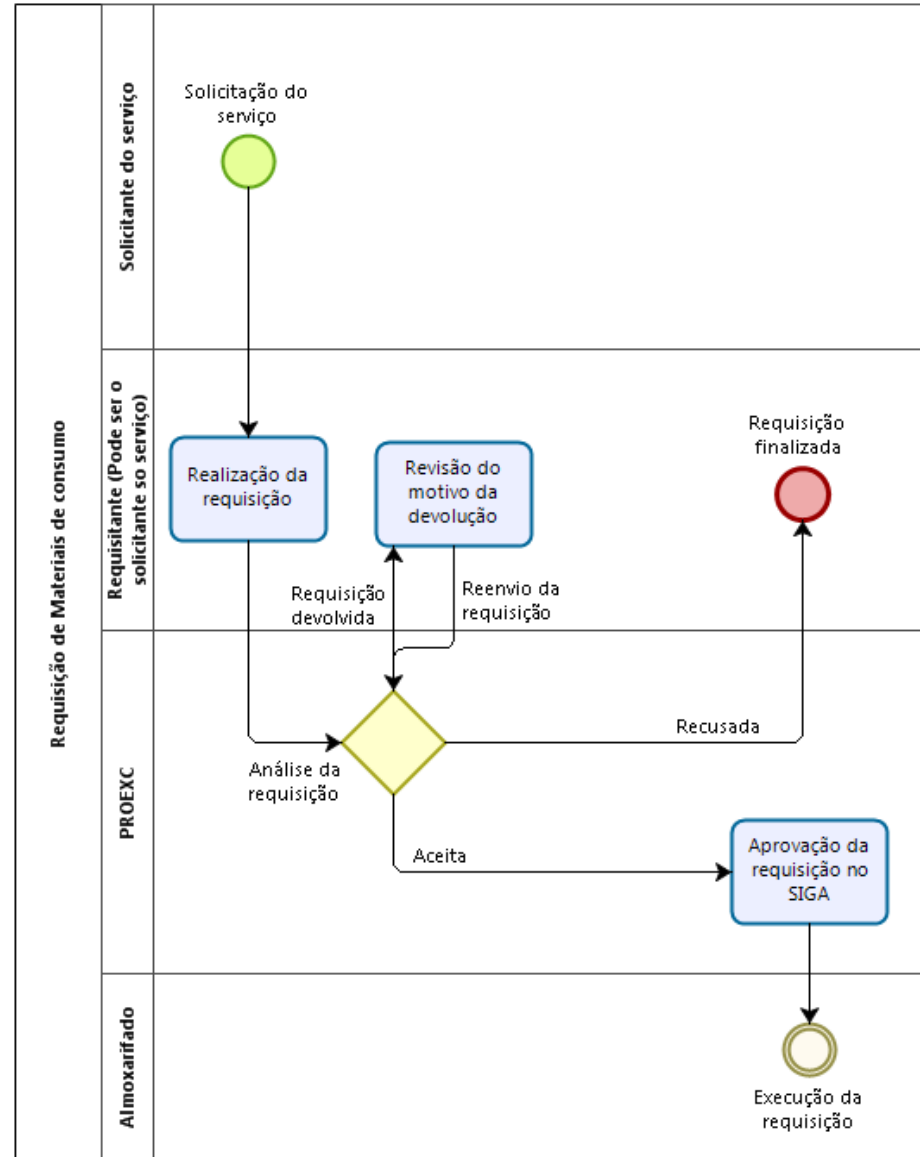 Requisição de Materiais de consumo
Solicitante do serviço
Solicitação do
serviço
Requisitante (Pode ser o
solicitante so serviço)
Realização da
requisição
Revisão do
motivo da
devolução
Requisição
finalizada
Requisição
devolvida
Reenvio da
requisição
PROEXC
Análise da
requisição
Recusada
Aceita
Aprovação da
requisição no
SIGA
Almoxarifado
Execução da
requisição